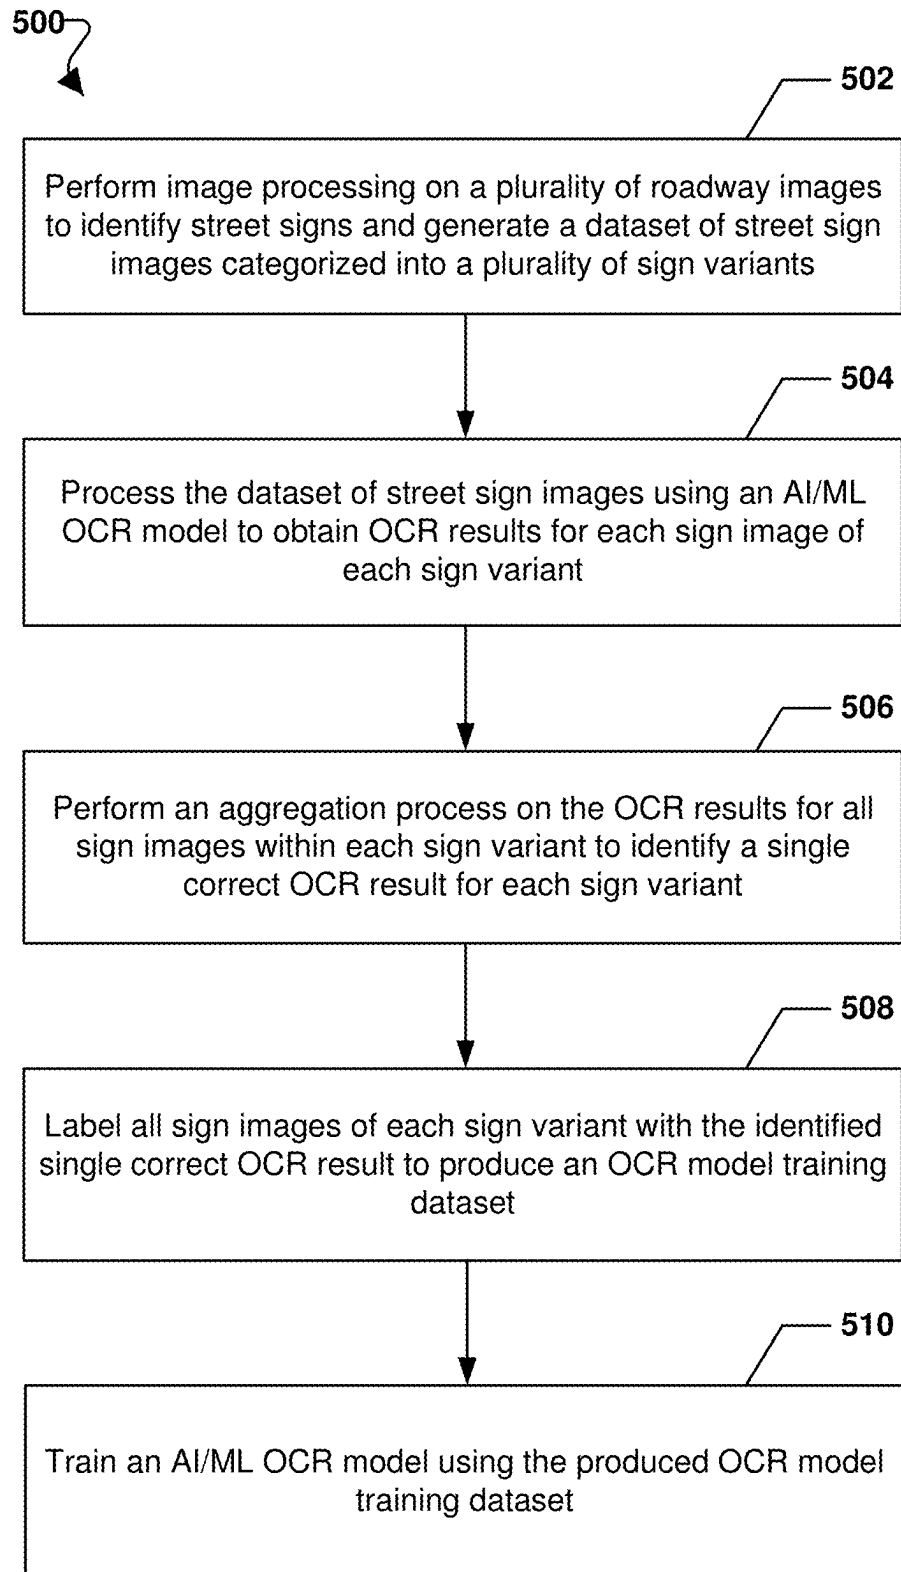 500
502
Perform image processing on a plurality of roadway images
to identify street signs and generate a dataset of street sign
images categorized into a plurality of sign variants
504
Process the dataset of street sign images using an AI/ML
OCR model to obtain OCR results for each sign image of
each sign variant
506
Perform an aggregation process on the OCR results for all
sign images within each sign variant to identify a single
correct OCR result for each sign variant
508
Label all sign images of each sign variant with the identified
single correct OCR result to produce an OCR model training
dataset
510
Train an AI/ML OCR model using the produced OCR model
training dataset